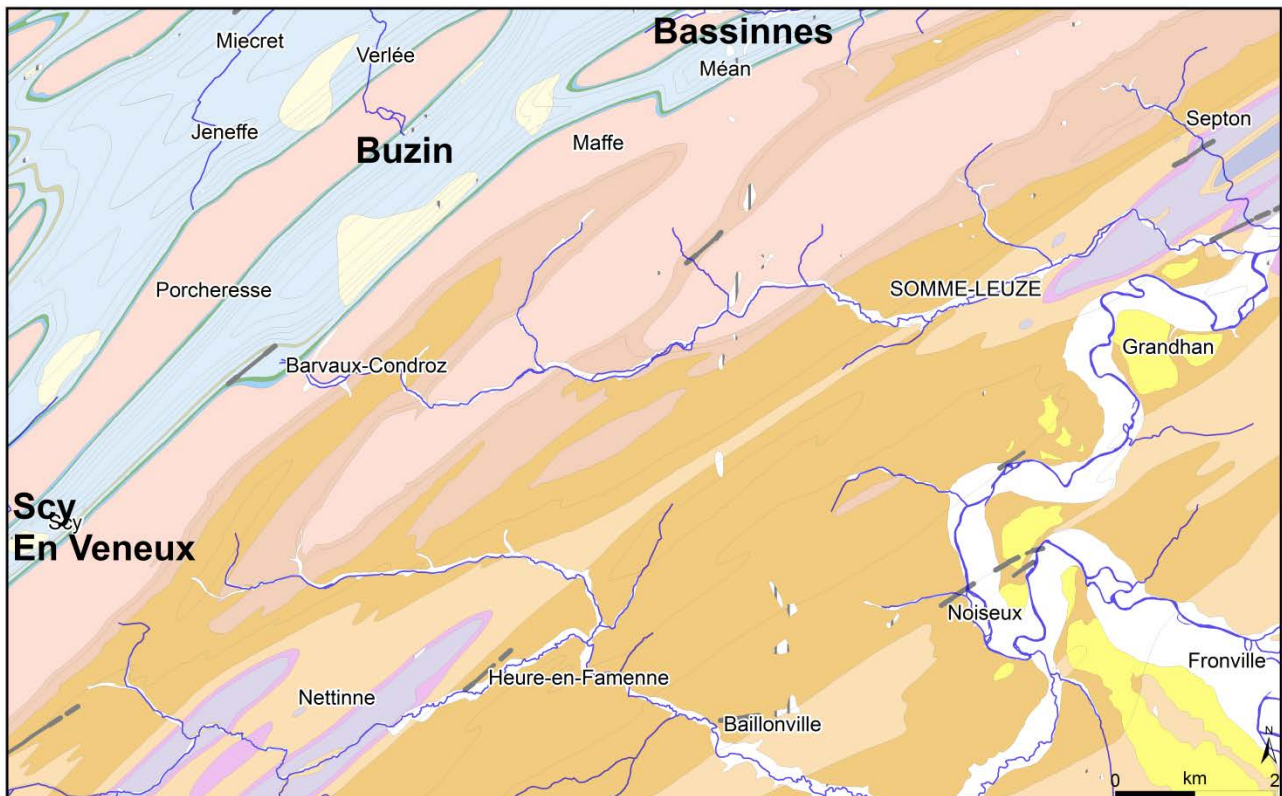 Bassinnes
Miecret
Verlée
Méan
Jeneffe
Buzin
Maffe
Septon
Porcheresse
SOMME-LEUZE
Barvaux-Condroz
Grandhan
Scy
Scy
En Veneux
Noiseux
Fronville
Heure-en-Famenne
Nettinne
Baillonville
N
0 km 2